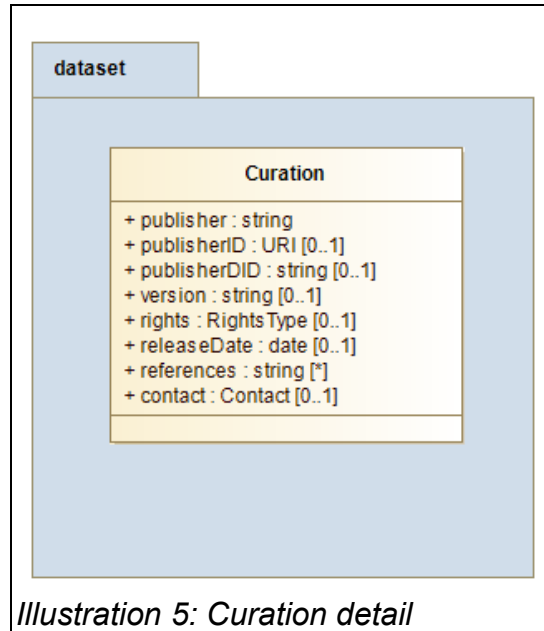 dataset
Curation
+ publisher : string
+ publisherID : URI [0..1]
+ publisherDID : string [0..1]
+ version : string [0..1]
+ rights : RightsType [0..1]
+ releaseDate : date [0..1]
+ references : string [*]
+ contact : Contact [0..1]
Illustration 5: Curation detail